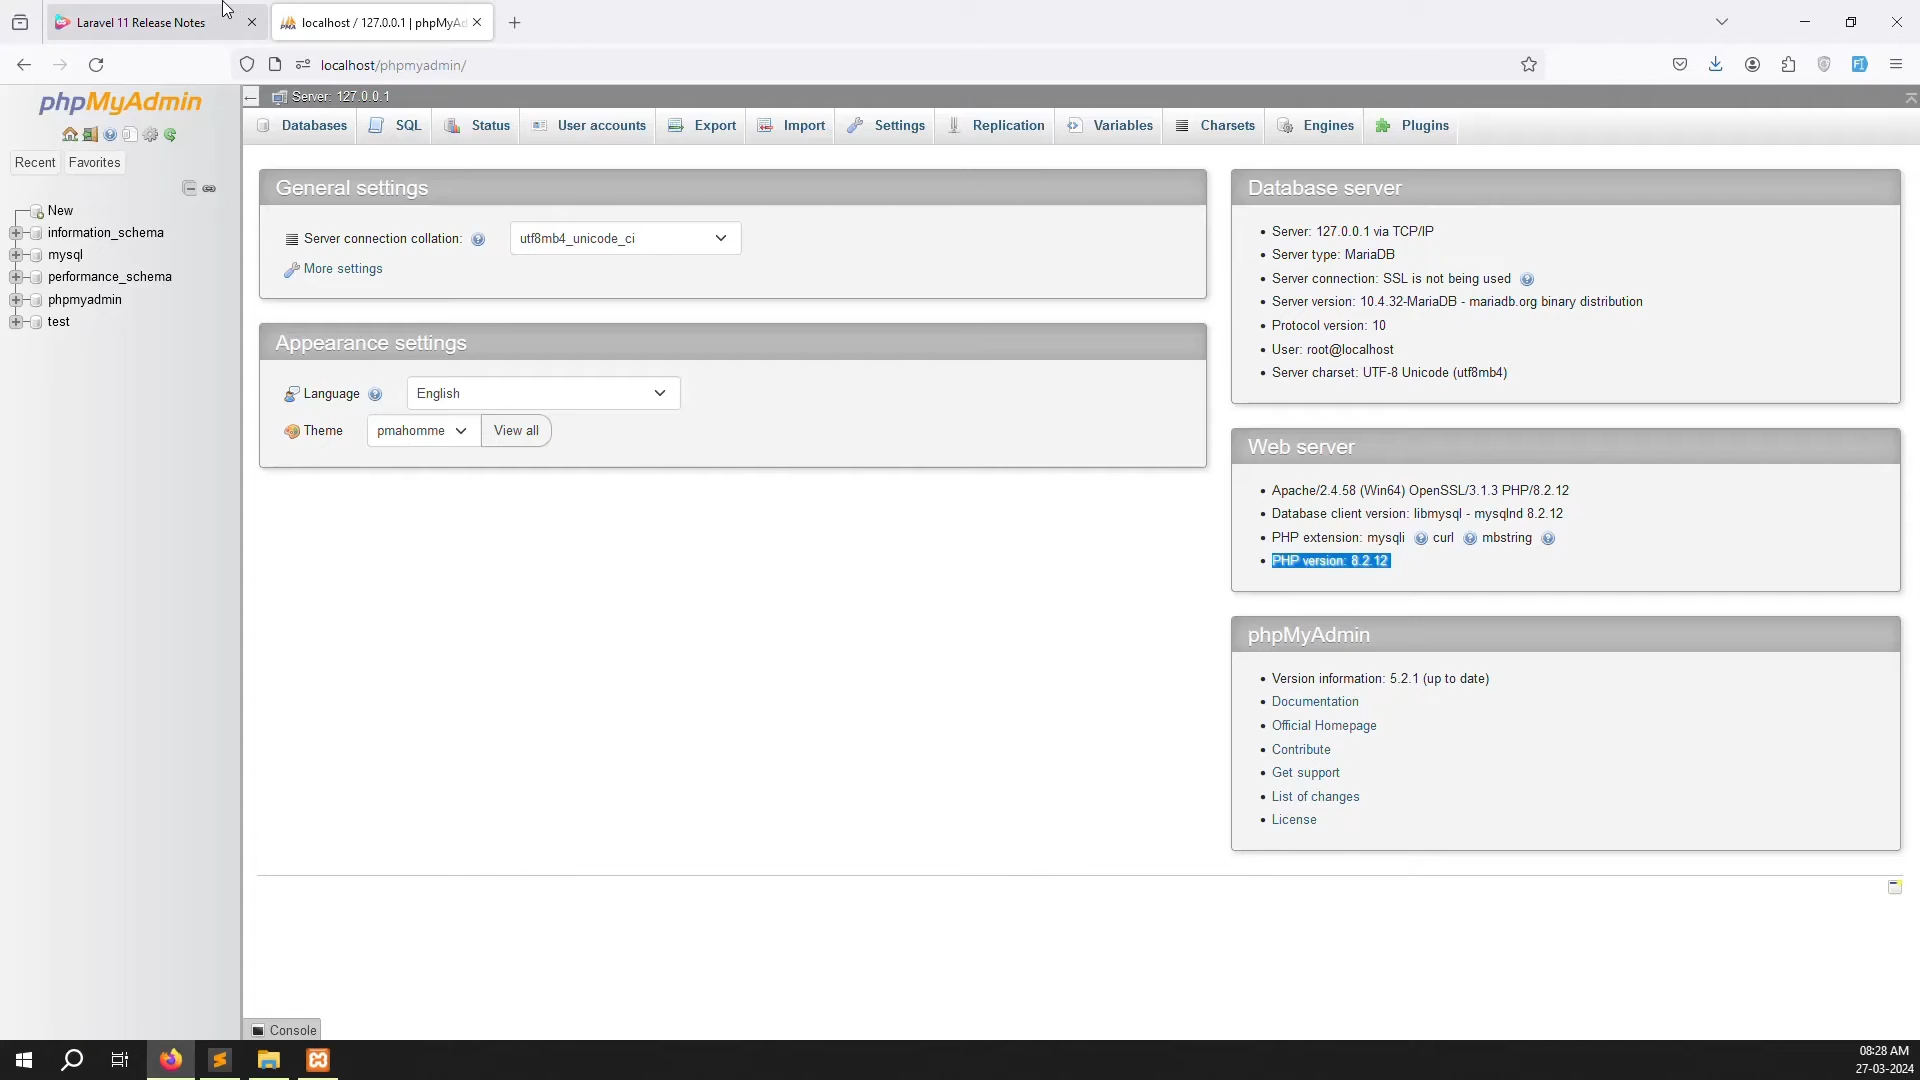 Laravel 11 Release Notes
localhost / 127.0.0.1 | phpMyAd
localhost/phpmyadmin/
phpMyAdmin
Server: 127.0.0.1
Databases SQL Status User accounts Export Import Settings Replication Variables Charsets Engines Plugins
Recent Favorites
New
information_schema
mysql
performance_schema
phpmyadmin
test
General settings
Server connection collation: utf8mb4_unicode_ci
More settings
Appearance settings
Language English
Theme pmahomme View all
Database server
Server: 127.0.0.1 via TCP/IP
Server type: MariaDB
Server connection: SSL is not being used
Server version: 10.4.32-MariaDB - mariadb.org binary distribution
Protocol version: 10
User: root@localhost
Server charset: UTF-8 Unicode (utf8mb4)
Web server
Apache/2.4.58 (Win64) OpenSSL/3.1.3 PHP/8.2.12
Database client version: libmysql - mysqlnd 8.2.12
PHP extension: mysqli curl mbstring
PHP version: 8.2.12
phpMyAdmin
Version information: 5.2.1 (up to date)
Documentation
Official Homepage
Contribute
Get support
List of changes
License
Console
08:28 AM
27-03-2024